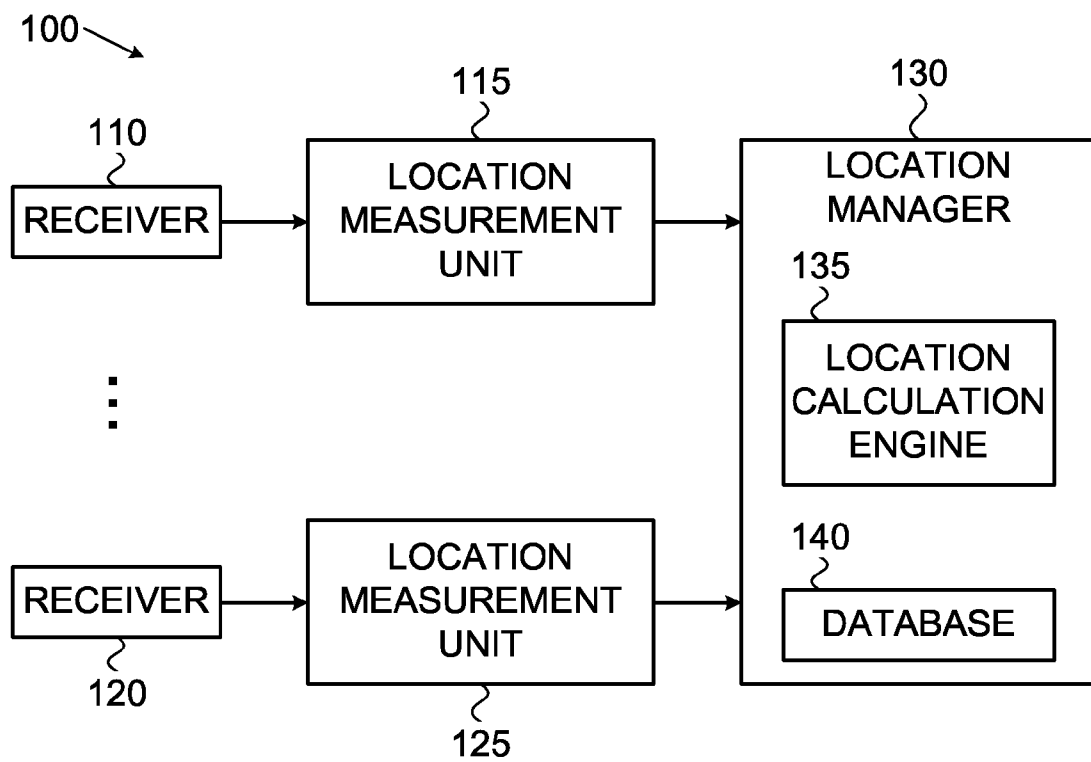 100
110
RECEIVER
115
LOCATION
MEASUREMENT
UNIT
130
LOCATION
MANAGER
135
LOCATION
CALCULATION
ENGINE
140
DATABASE
RECEIVER
120
LOCATION
MEASUREMENT
UNIT
125